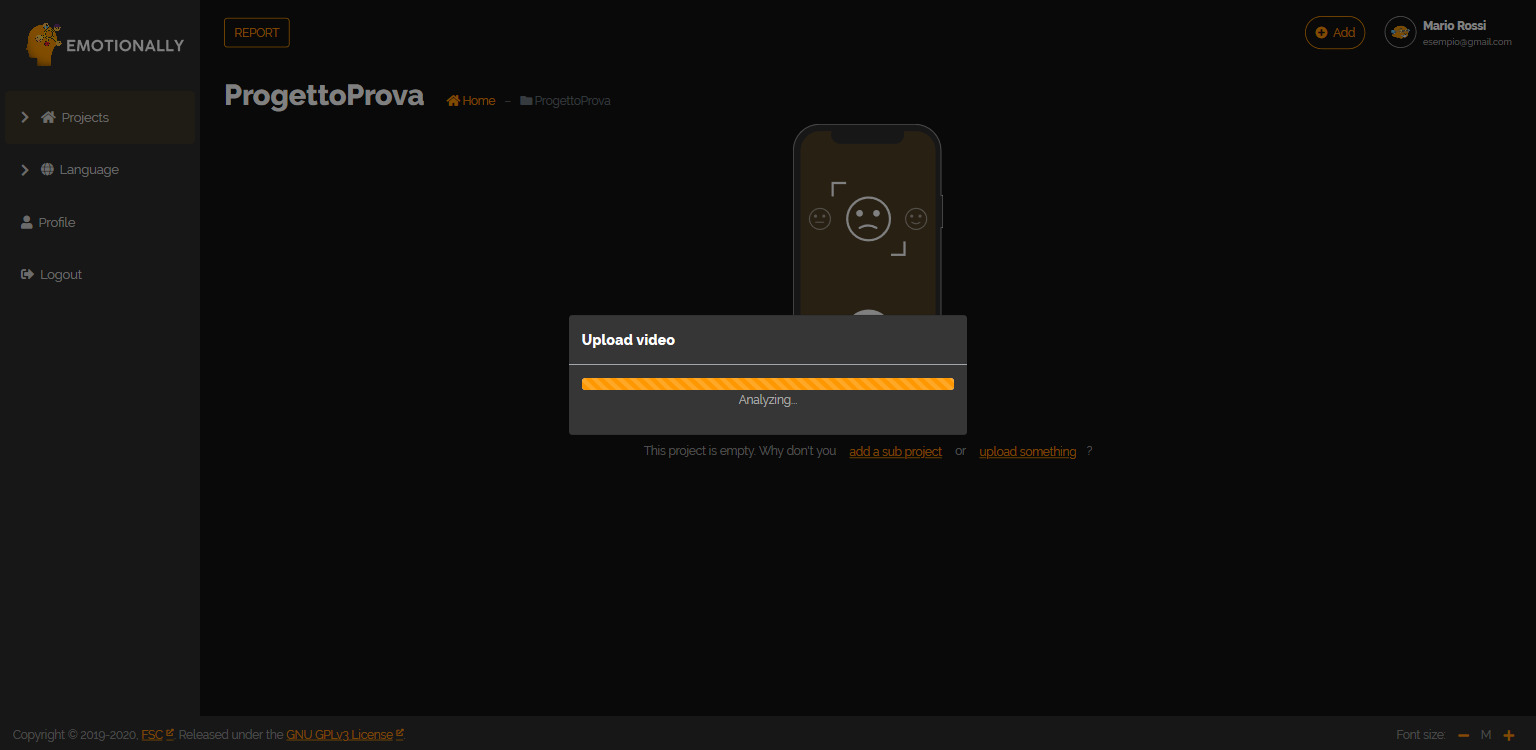 EMOTIONALLY
REPORT
Add
Mario Rossi
esempio@gmail.com
ProgettoProva
Home – ProgettoProva
Projects
Language
Profile
Logout
Upload video
Analyzing...
This project is empty. Why don't you add a sub project or upload something ?
Copyright © 2019-2020, FSC. Released under the GNU GPLv3 License
Font size: M